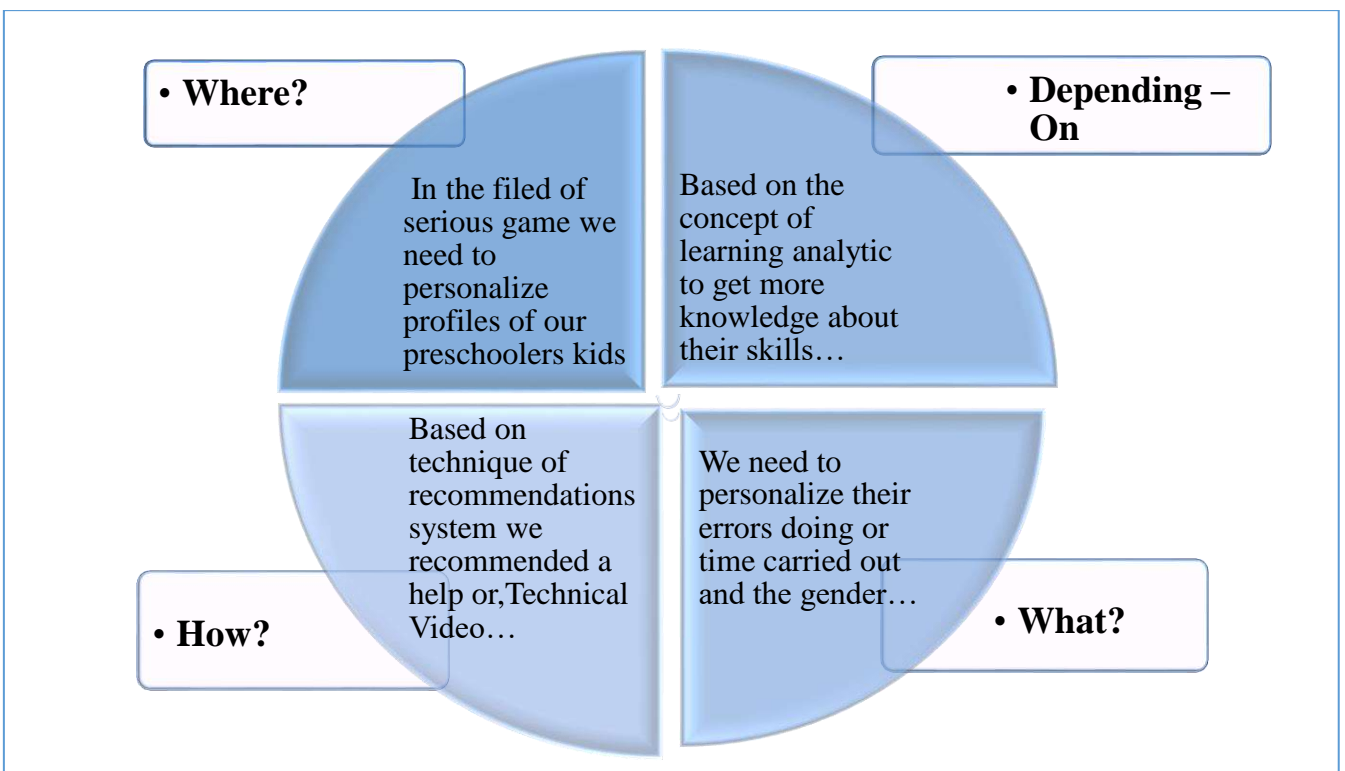 • Where?
In the filed of
serious game we
need to
personalize
profiles of our
preschoolers kids
• Depending –
On
Based on the
concept of
learning analytic
to get more
knowledge about
their skills…
• How?
Based on
technique of
recommendations
system we
recommended a
help or,Technical
Video…
We need to
personalize their
errors doing or
time carried out
and the gender…
• What?